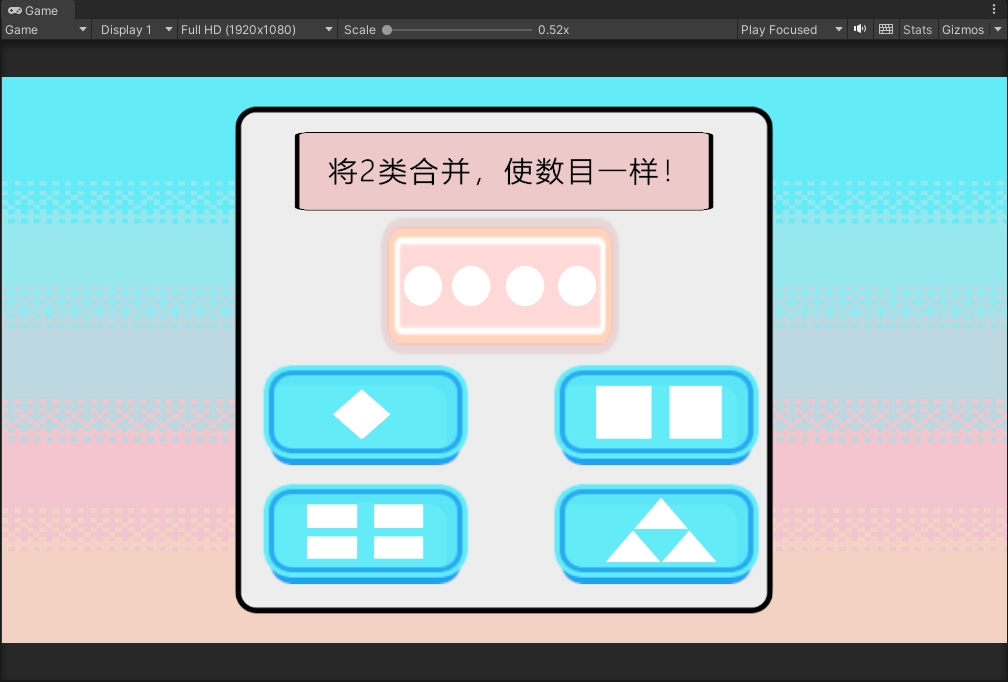 Game
Game
Display 1
Full HD (1920x1080)
Scale
0.52x
Play Focused
Stats
Gizmos
将2类合并，使数目一样！